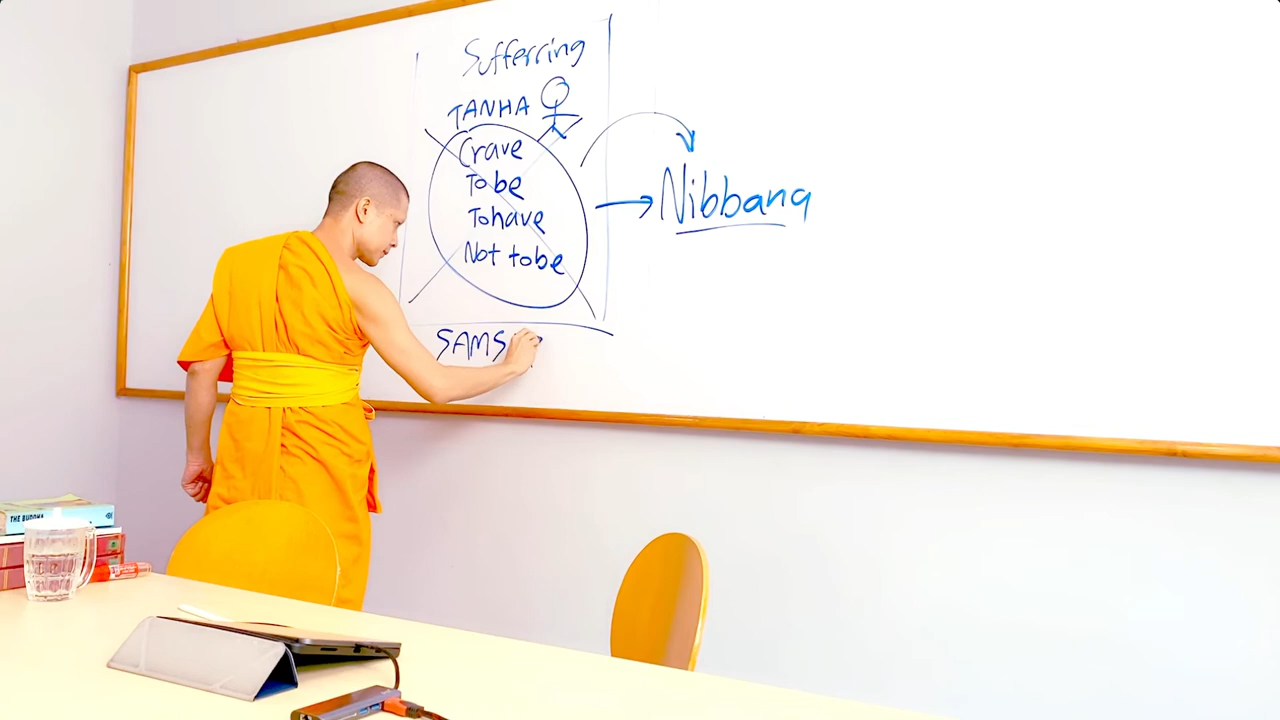 Sufferring
TANHA
Crave
To be
To have
Not to be
Nibbana
SAMS
THE BUDDHA